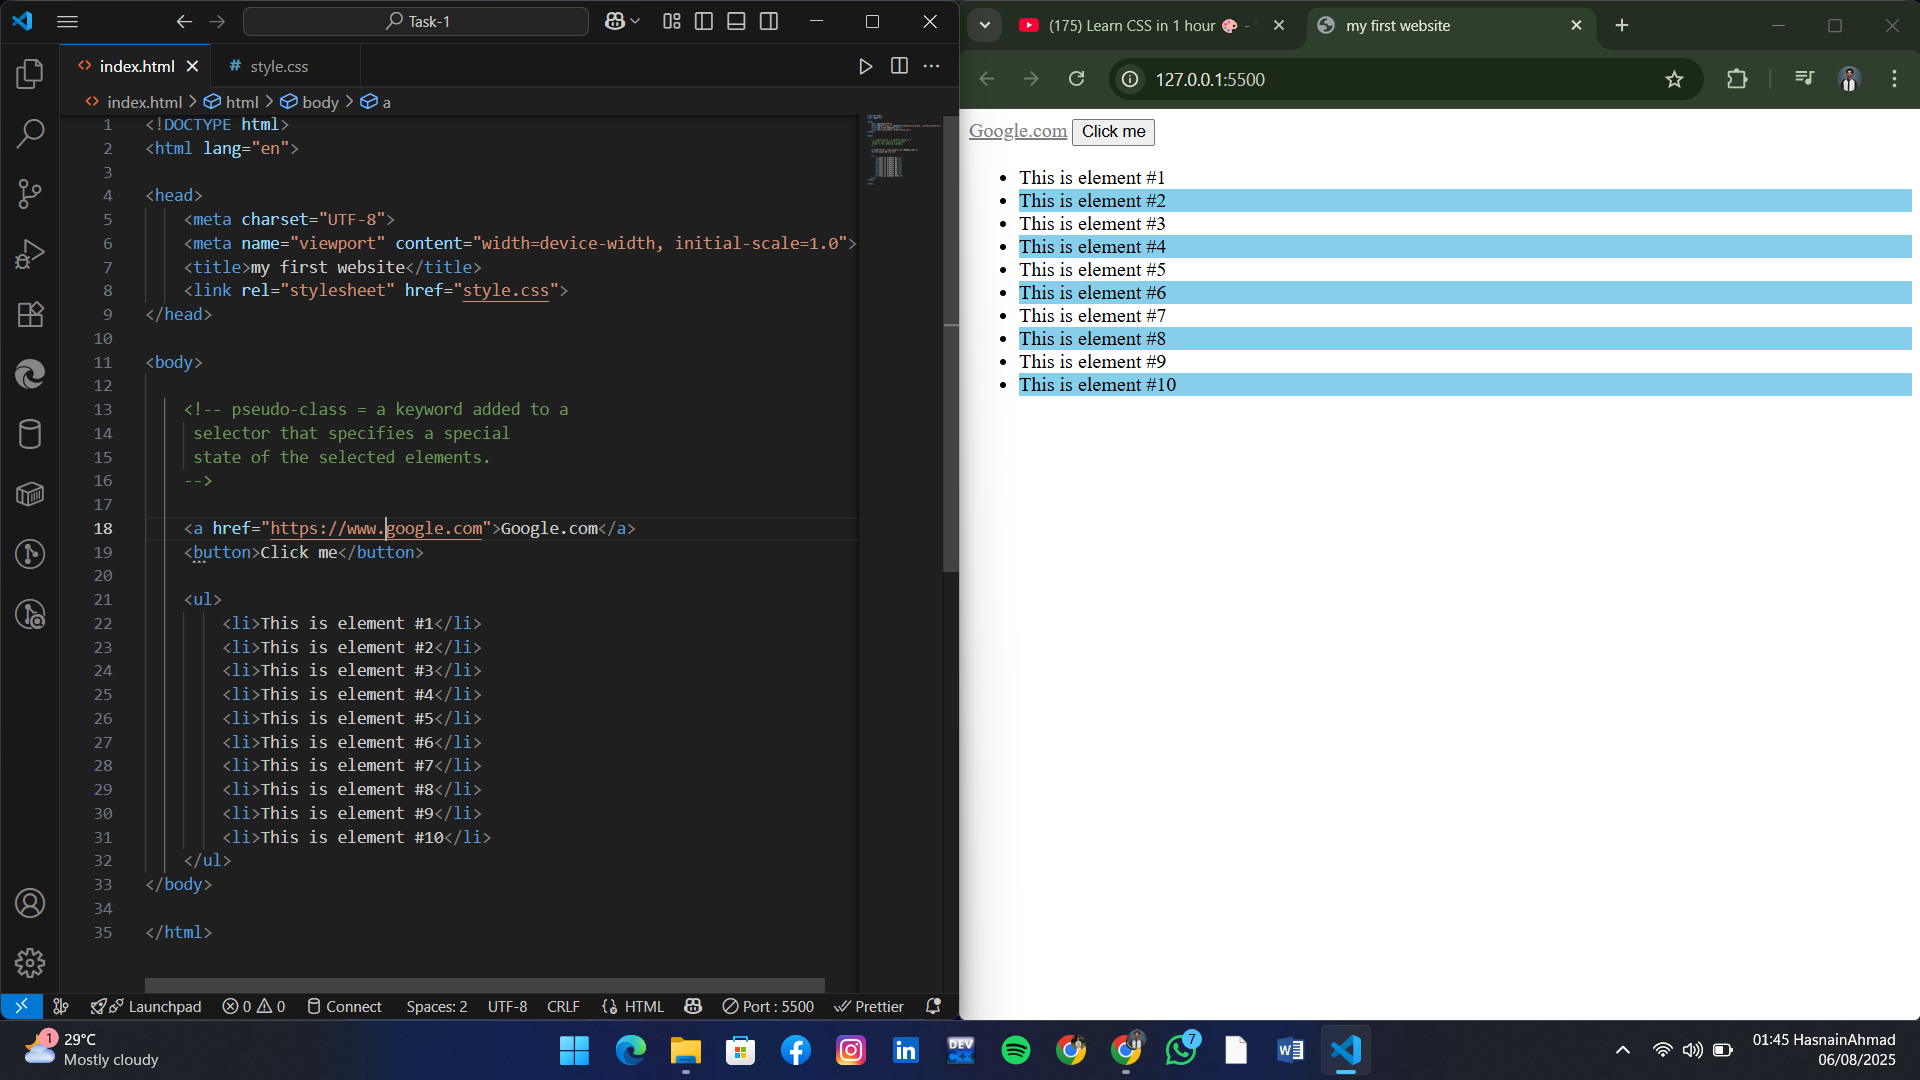 Task-1
index.html
style.css
index.html > html > body > a
1 <!DOCTYPE html>
2 <html lang="en">
3
4 <head>
5 <meta charset="UTF-8">
6 <meta name="viewport" content="width=device-width, initial-scale=1.0">
7 <title>my first website</title>
8 <link rel="stylesheet" href="style.css">
9 </head>
10
11 <body>
12
13 <!-- pseudo-class = a keyword added to a
14 selector that specifies a special
15 state of the selected elements.
16 -->
17
18 <a href="https://www.google.com">Google.com</a>
19 <button>Click me</button>
20
21 <ul>
22 <li>This is element #1</li>
23 <li>This is element #2</li>
24 <li>This is element #3</li>
25 <li>This is element #4</li>
26 <li>This is element #5</li>
27 <li>This is element #6</li>
28 <li>This is element #7</li>
29 <li>This is element #8</li>
30 <li>This is element #9</li>
31 <li>This is element #10</li>
32 </ul>
33 </body>
34
35 </html>
Launchpad 0 0 Connect Spaces: 2 UTF-8 CRLF {} HTML Port : 5500 Prettier
(175) Learn CSS in 1 hour 🎨 -
my first website
127.0.0.1:5500
Google.com Click me
• This is element #1
• This is element #2
• This is element #3
• This is element #4
• This is element #5
• This is element #6
• This is element #7
• This is element #8
• This is element #9
• This is element #10
1
29°C
Mostly cloudy
DEV
7
01:45 HasnainAhmad
06/08/2025